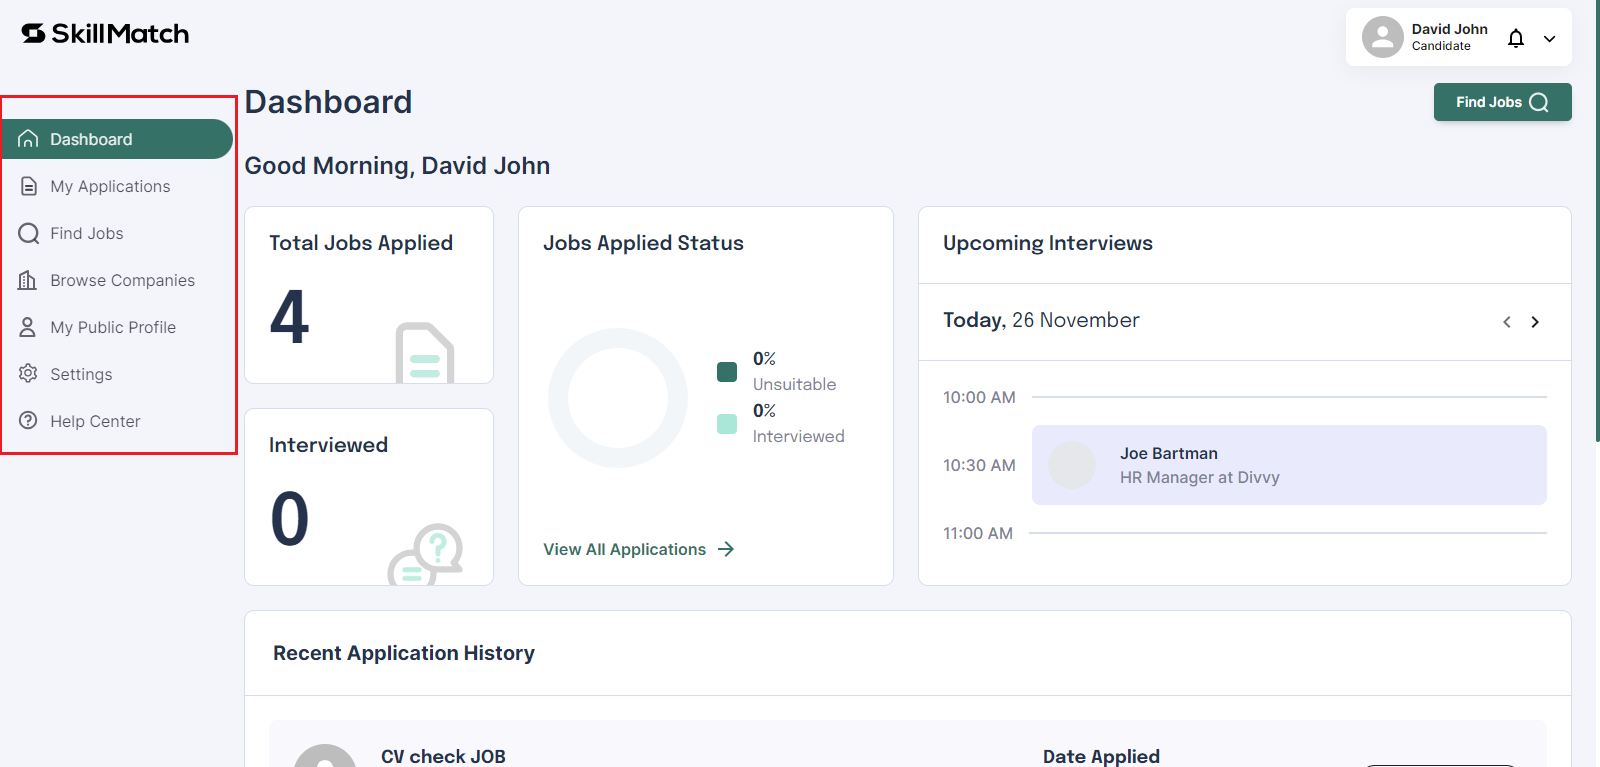 SkillMatch
David John
Candidate
Dashboard
Find Jobs
Dashboard
My Applications
Find Jobs
Browse Companies
My Public Profile
Settings
Help Center
Good Morning, David John
Total Jobs Applied
4
Interviewed
0
?
Jobs Applied Status
0%
Unsuitable
0%
Interviewed
View All Applications
Upcoming Interviews
Today, 26 November
10:00 AM
10:30 AM
Joe Bartman
HR Manager at Divvy
11:00 AM
Recent Application History
CV check JOB
Date Applied